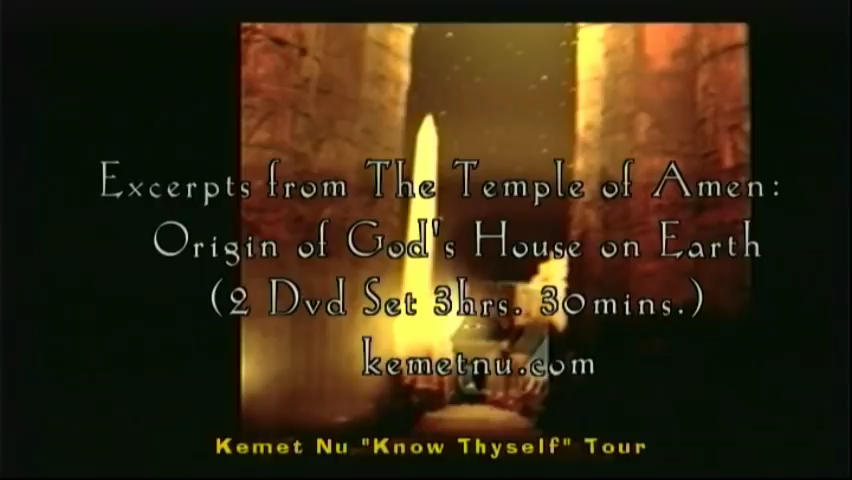 Excerpts from The Temple of Amen:
Origin of God's House on Earth
(2 Dvd Set 3hrs. 30mins.)
kemetnu.com
Kemet Nu "Know Thyself" Tour